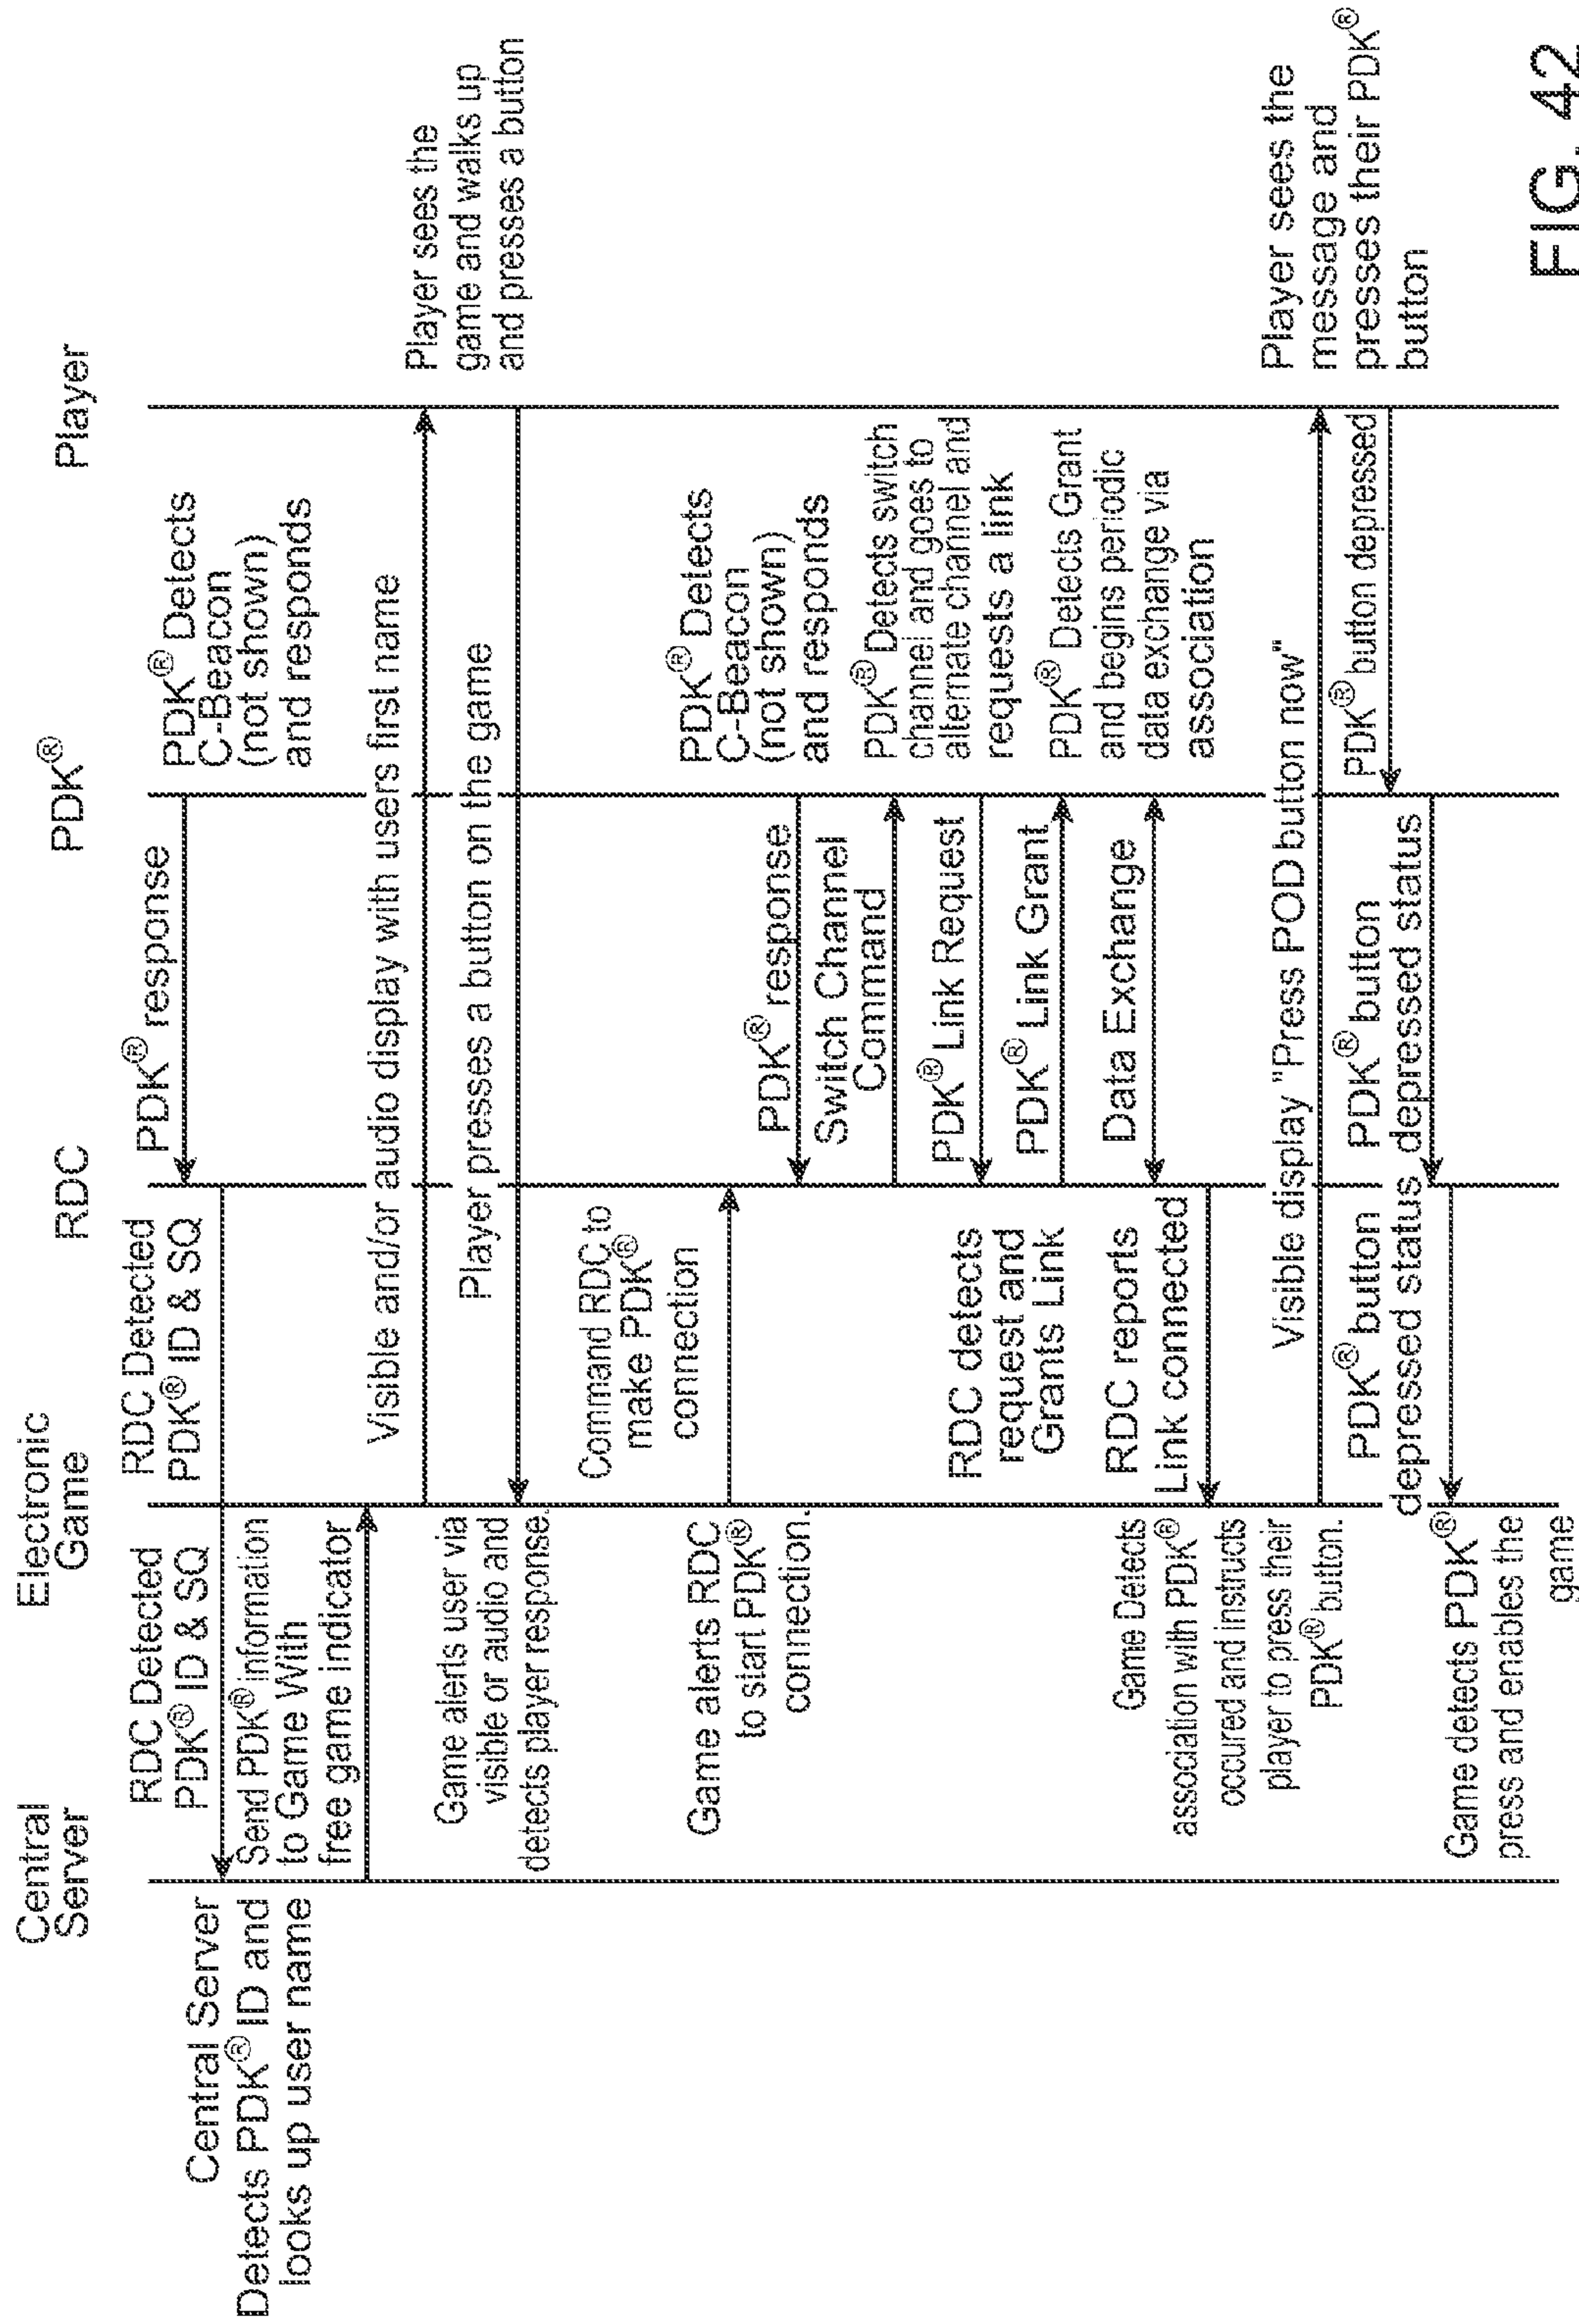 Central
Server
Electronic
Game
RDC
PDK®
Player
Central Server
Detects PDK® ID and
looks up user name
RDC Detected
PDK® ID & SQ
RDC Detected
PDK® ID & SQ
PDK® response
PDK® Detects
C-Beacon
(not shown)
and responds
Send PDK® information
to Game With
free game indicator
Visible and/or audio display with users first name
Player sees the
game and walks up
and presses a button
Game alerts user via
visible or audio and
detects player response.
Player presses a button on the game
Game alerts RDC
to start PDK®
connection.
Command RDC to
make PDK®
connection
PDK® response
PDK® Detects
C-Beacon
(not shown)
and responds
Switch Channel
Command
PDK® Detects switch
channel and goes to
alternate channel and
requests a link
PDK® Link Request
RDC detects
request and
Grants Link
PDK® Link Grant
PDK® Detects Grant
and begins periodic
data exchange via
association
Data Exchange
RDC reports
Link connected
Game Detects
association with PDK®
occured and instructs
player to press their
PDK® button.
Visible display "Press POD button now"
Player sees the
message and
presses their PDK®
button
PDK® button depressed
PDK® button
depressed status
PDK® button
depressed status
Game detects PDK®
press and enables the
game
FIG. 42